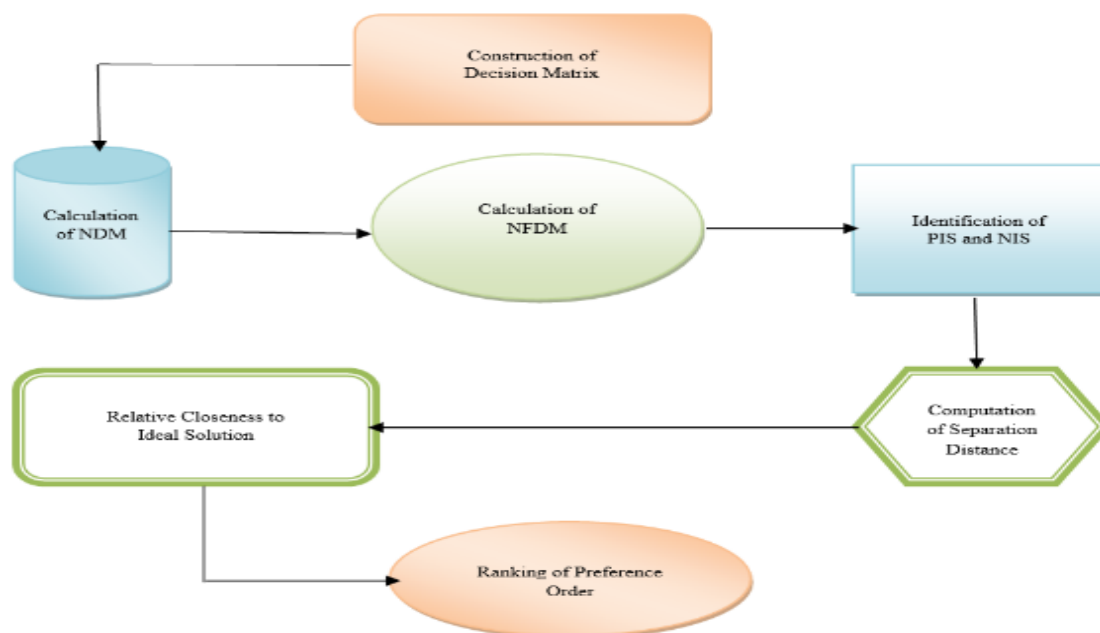 Construction of
Decision Matrix
Calculation
of NDM
Calculation of
NFDM
Identification of
PIS and NIS
Computation
of Separation
Distance
Relative Closeness to
Ideal Solution
Ranking of Preference
Order